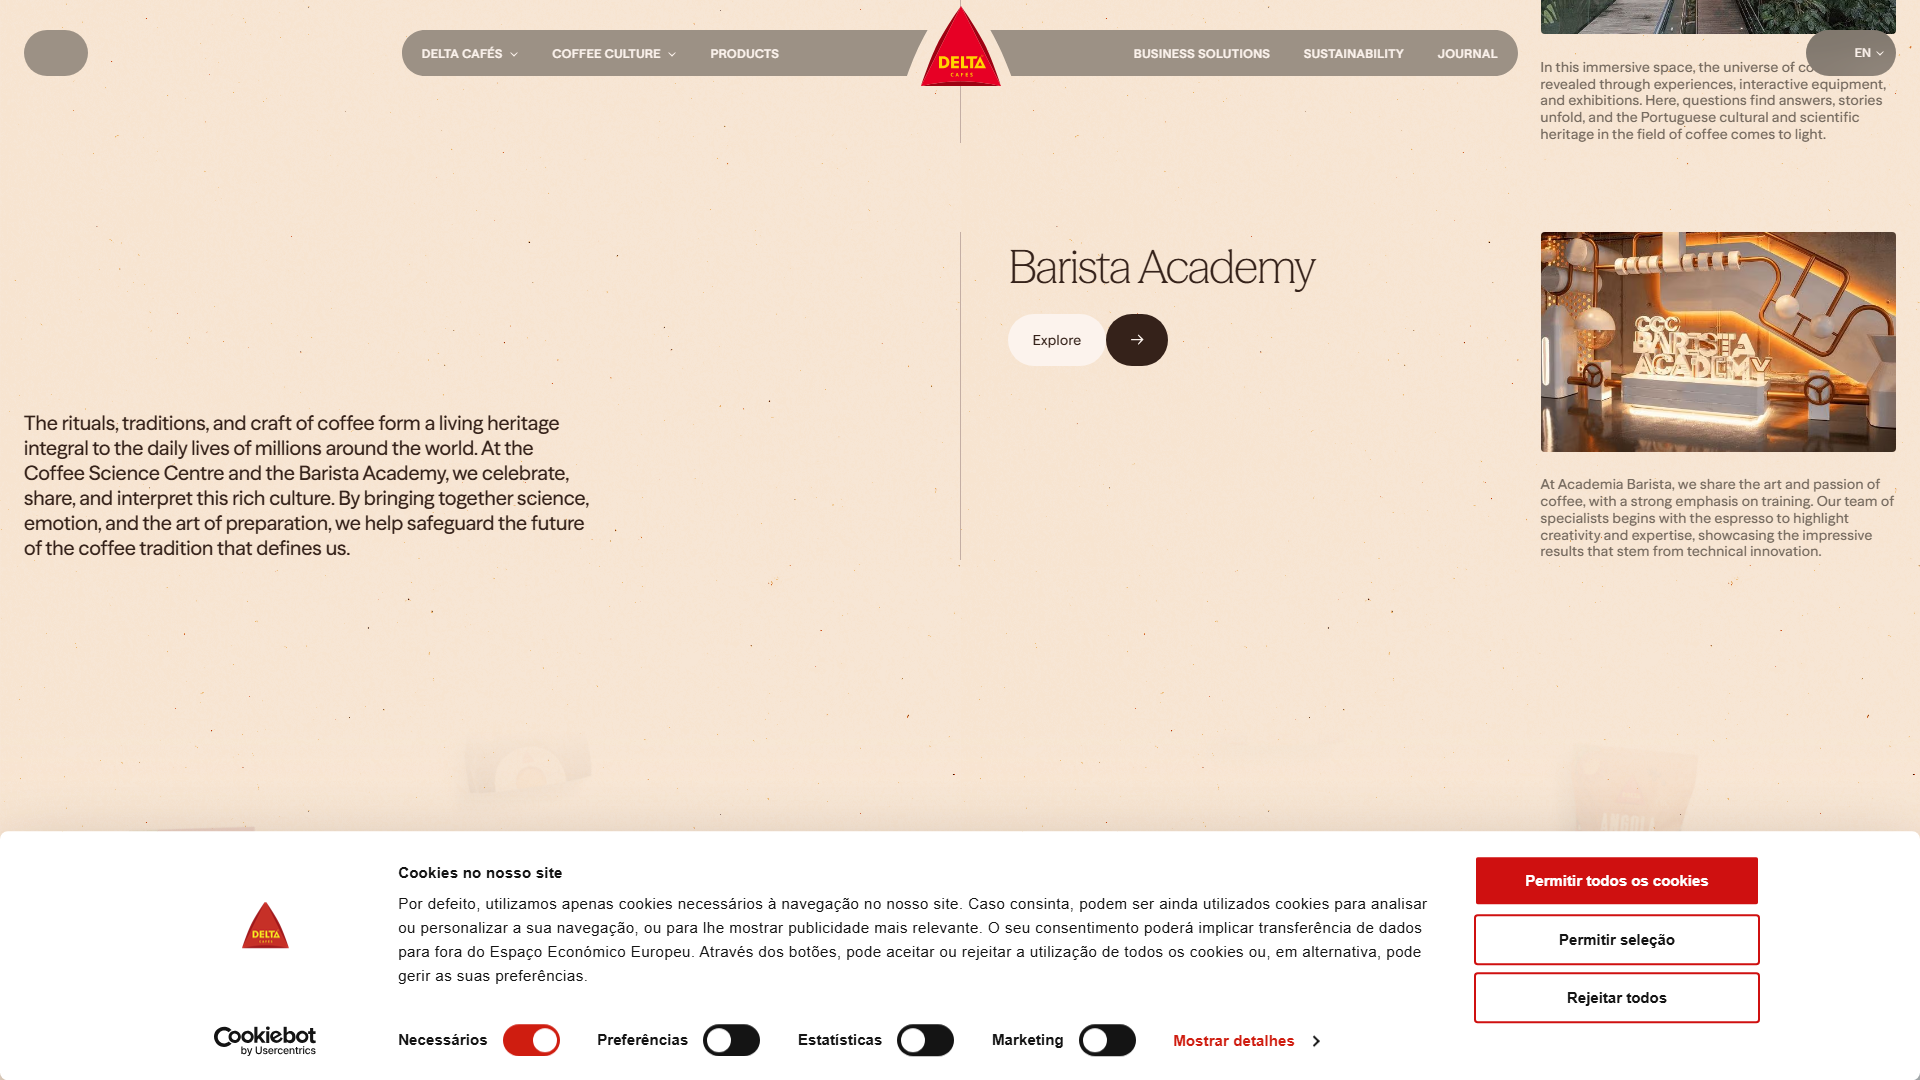 DELTA CAFÉS
COFFEE CULTURE
PRODUCTS
DELTA
CAFÉS
BUSINESS SOLUTIONS
SUSTAINABILITY
JOURNAL
EN
In this immersive space, the universe of
revealed through experiences, interactive equipment,
and exhibitions. Here, questions find answers, stories
unfold, and the Portuguese cultural and scientific
heritage in the field of coffee comes to light.
Barista Academy
Explore
CCC
BARISTA
ACADEMY
The rituals, traditions, and craft of coffee form a living heritage
integral to the daily lives of millions around the world. At the
Coffee Science Centre and the Barista Academy, we celebrate,
share, and interpret this rich culture. By bringing together science,
emotion, and the art of preparation, we help safeguard the future
of the coffee tradition that defines us.
At Academia Barista, we share the art and passion of
coffee, with a strong emphasis on training. Our team of
specialists begins with the espresso to highlight
creativity and expertise, showcasing the impressive
results that stem from technical innovation.
ANGOLA
DELTA
CAFÉS
Cookiebot
by Usercentrics
Cookies no nosso site
Por defeito, utilizamos apenas cookies necessários à navegação no nosso site. Caso consinta, podem ser ainda utilizados cookies para analisar
ou personalizar a sua navegação, ou para lhe mostrar publicidade mais relevante. O seu consentimento poderá implicar transferência de dados
para fora do Espaço Económico Europeu. Através dos botões, pode aceitar ou rejeitar a utilização de todos os cookies ou, em alternativa, pode
gerir as suas preferências.
Necessários
Preferências
Estatísticas
Marketing
Mostrar detalhes
Permitir todos os cookies
Permitir seleção
Rejeitar todos